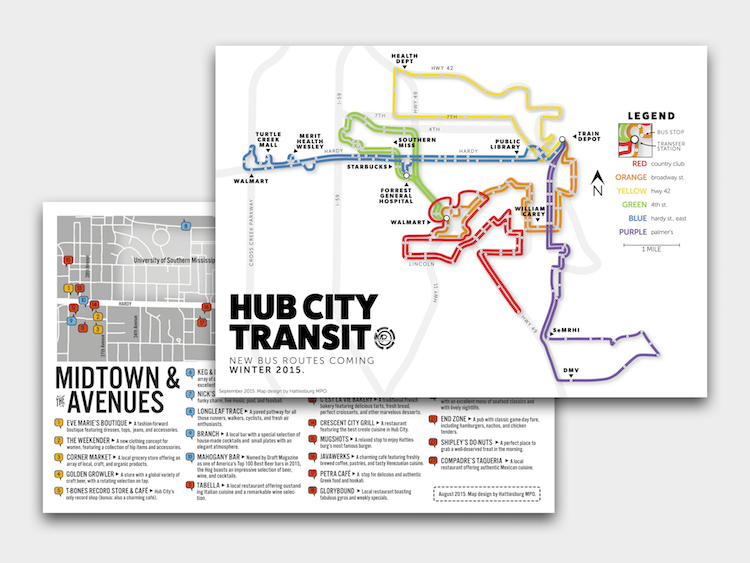 HEALTH
DEPT
HWY 42
I-59
HWY 49
7TH
7TH
4TH
TURTLE
CREEK
MALL
MERIT
HEALTH
WESLEY
HARDY
SOUTHERN
MISS
PUBLIC
LIBRARY
TRAIN
DEPOT
STARBUCKS
WALMART
FORREST
GENERAL
HOSPITAL
WALMART
WILLIAM
CAREY
CROSS CREEK PARKWAY
I-59
LINCOLN
HWY 11
HWY 49
SoMRHI
DMV
LEGEND
BUS STOP
TRANSFER
STATION
RED country club
ORANGE broadway st.
YELLOW hwy 42
GREEN 4th st.
BLUE hardy st., east
PURPLE palmer's
N
1 MILE
HUB CITY
TRANSIT
MPO
NEW BUS ROUTES COMING
WINTER 2015.
September 2015. Map design by Hattiesburg MPO.
University of Southern Mississip
HARDY
MIDTOWN &
THE
AVENUES
EVE MARIE'S BOUTIQUE A fashion-forward
boutique featuring dresses, tops, jeans, and accessories.
THE WEEKENDER A new clothing concept for
women, featuring a collection of hip items and accessories.
CORNER MARKET A local grocery store offering an
array of local, craft, and organic products.
GOLDEN GROWLER A store with a global variety of
craft beer, with a rotating selection on tap.
T-BONES RECORD STORE & CAFE Hub City's
only record shop (bonus: also a charming cafe).
KEG &
array of
excellent
NICK'S
funky charm, live music, pool, and foosball.
LONGLEAF TRACE A paved pathway for all
those runners, walkers, cyclists, and fresh air
enthusiasts.
BRANCH A local bar with a special selection of
house-made cocktails and small plates with an
elegant atmosphere.
MAHOGANY BAR Named by Draft Magazine
as one of America's Top 100 Best Beer bars in 2015,
the Hog boasts an impressive selection of beer,
wine, and cocktails.
TABELLA A local restaurant offering oustand-
ing Italian cuisine and a remarkable wine selec-
tion.
C'EST LA VIE BAKERY A traditional French
bakery featuring delicious tarts, fresh bread,
perfect croissants, and other marvelous desserts.
CRESCENT CITY GRILL A restaurant
featuring the best creole cuisine in Hub City.
MUGSHOTS A relaxed stop to enjoy Hatties-
burg's most famous burger.
JAVAWERKS A charming cafe featuring freshly
brewed coffee, pastries, and tasty Venezuelan cuisine.
PETRA CAFE A stop for delicious and authentic
Greek food and hookah.
GLORYBOUND Local restaurant boasting
fabulous gyros and weekly specials.
with an excellent menu of seafood classics and
with lively nightlife.
END ZONE A pub with classic game-day fare,
including hamburgers, nachos, and chicken
tenders.
SHIPLEY'S DO NUTS A perfect place to
grab a well-deserved treat in the morning.
COMPADRE'S TAQUERIA A local
restaurant offering authentic Mexican cuisine.
August 2015. Map design by Hattiesburg MPO.